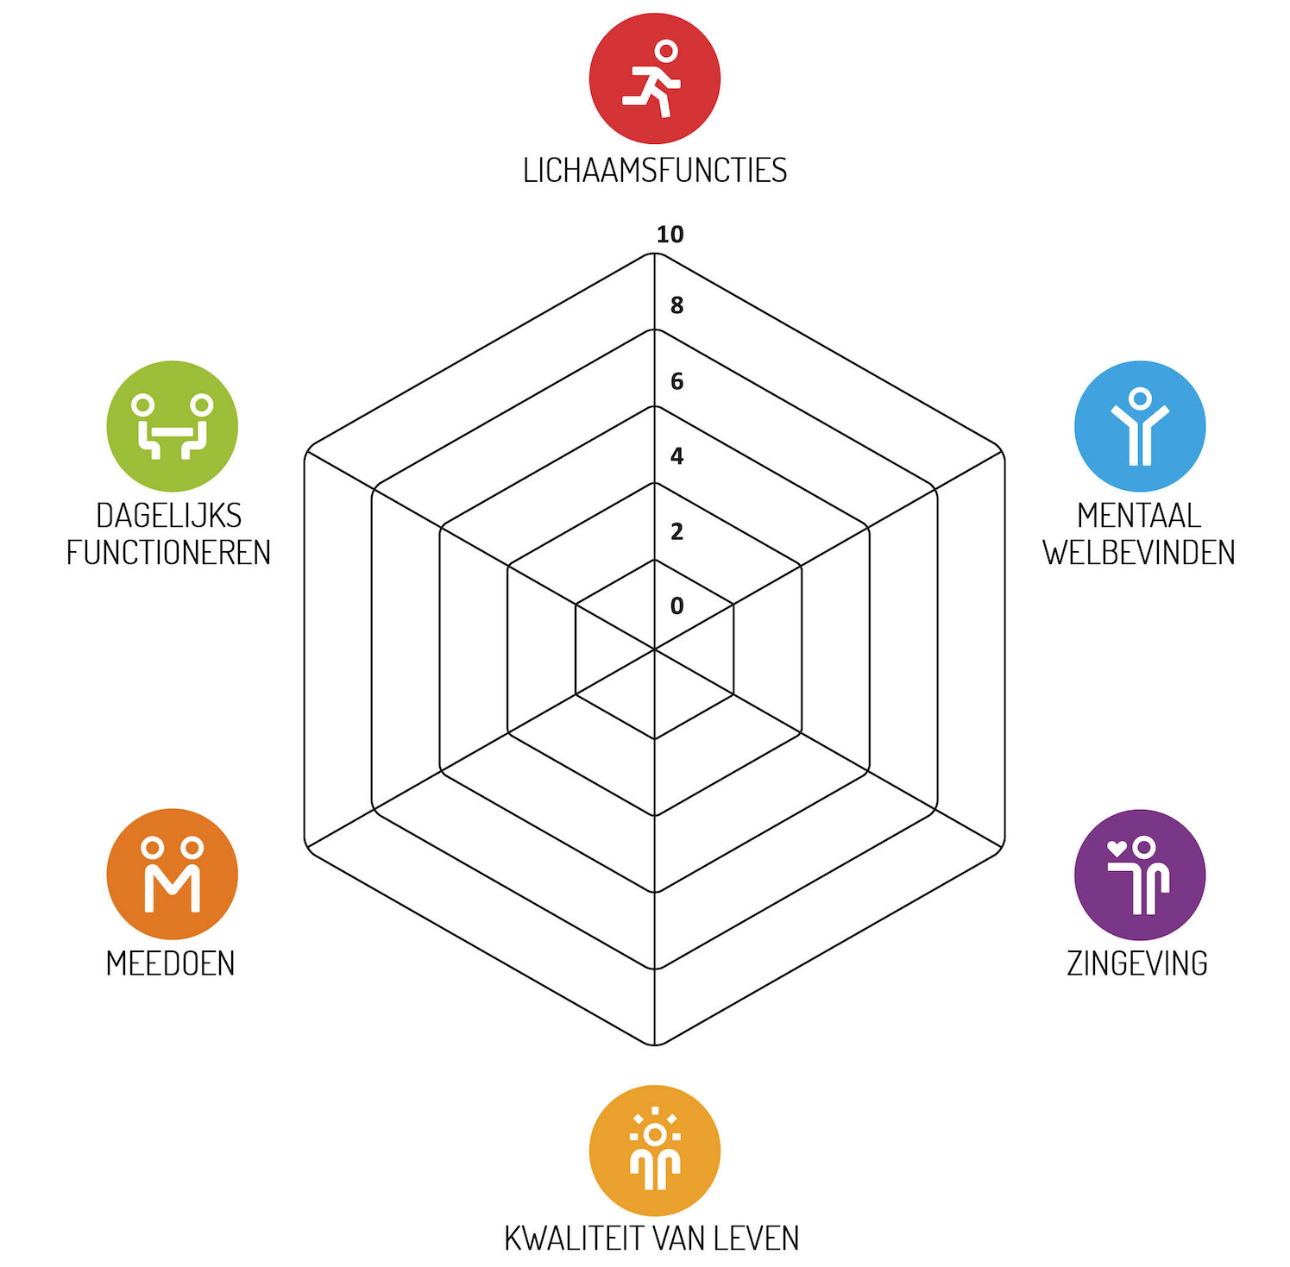 LICHAAMSFUNCTIES
10
8
6
4
2
0
DAGELIJKS
FUNCTIONEREN
MENTAAL
WELBEVINDEN
MEEDOEN
ZINGEVING
KWALITEIT VAN LEVEN